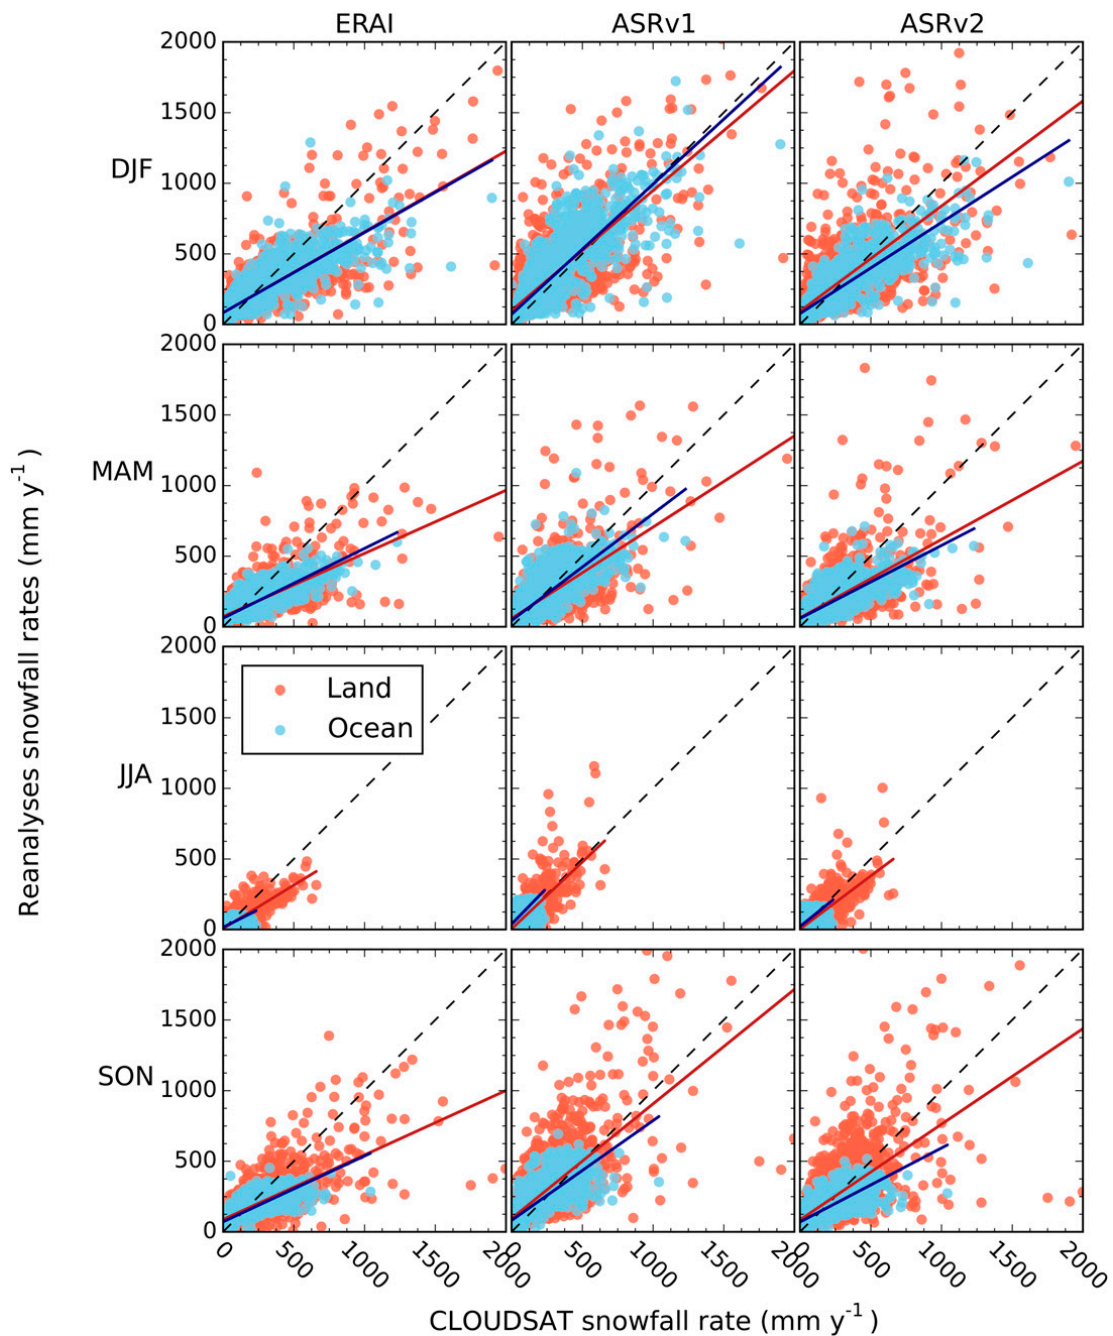 ERAI ASRv1 ASRv2
2000
1500
DJF 1000
500
0
2000
1500
MAM 1000
500
0
2000
Land
1500
Ocean
JJA 1000
500
0
2000
1500
SON 1000
500
0
0 500 1000 1500 2000 0 500 1000 1500 2000 0 500 1000 1500 2000
Reanalyses snowfall rates (mm y⁻¹)
CLOUDSAT snowfall rate (mm y⁻¹)